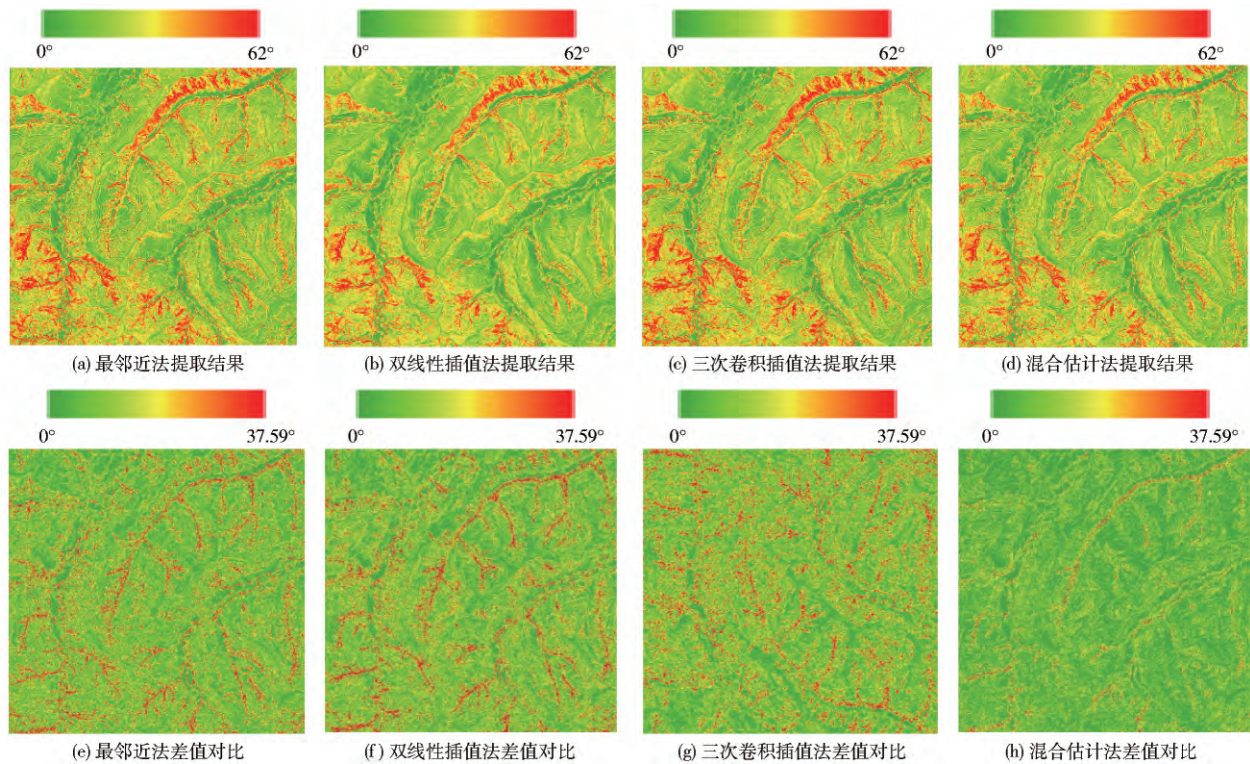 0° 62° 0° 62° 0° 62° 0° 62°
(a) 最邻近法提取结果 (b) 双线性插值法提取结果 (c) 三次卷积插值法提取结果 (d) 混合估计法提取结果
0° 37.59° 0° 37.59° 0° 37.59° 0° 37.59°
(e) 最邻近法差值对比 (f) 双线性插值法差值对比 (g) 三次卷积插值法差值对比 (h) 混合估计法差值对比